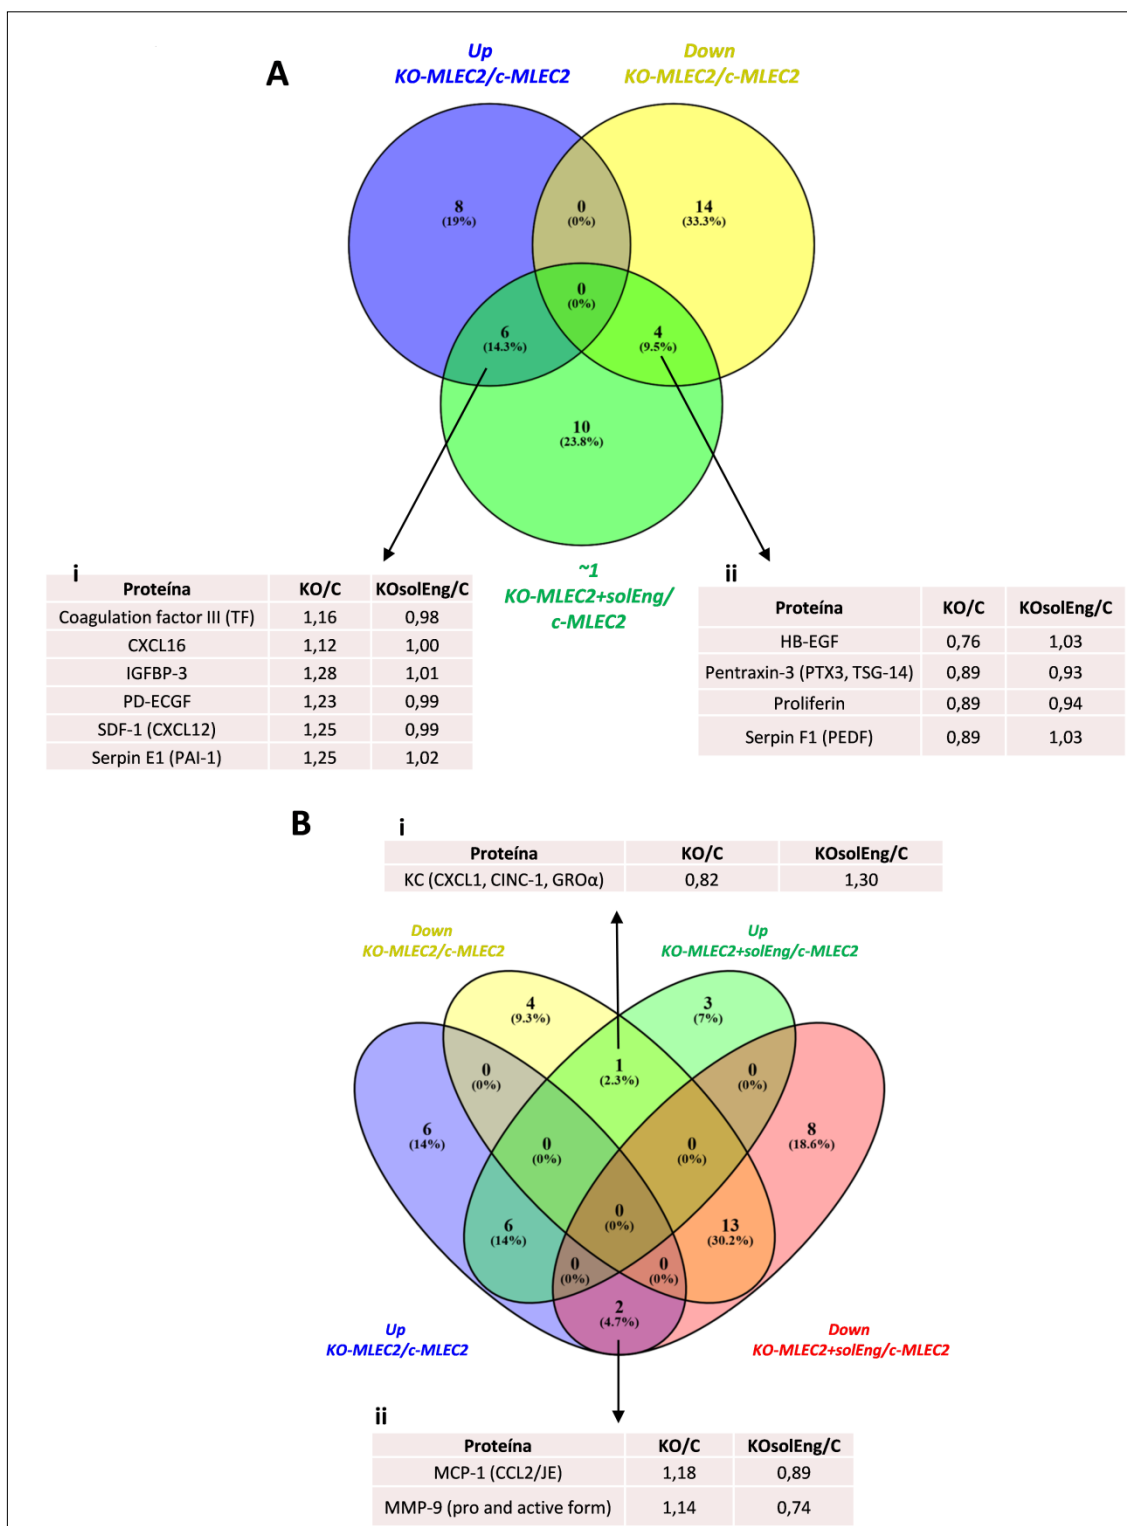 A
Up
KO-MLEC2/c-MLEC2
Down
KO-MLEC2/c-MLEC2
8
(19%)
0
(0%)
14
(33.3%)
0
(0%)
6
(14.3%)
4
(9.5%)
10
(23.8%)
~1
KO-MLEC2+solEng/
c-MLEC2
i
Proteína KO/C KOsolEng/C
Coagulation factor III (TF) 1,16 0,98
CXCL16 1,12 1,00
IGFBP-3 1,28 1,01
PD-ECGF 1,23 0,99
SDF-1 (CXCL12) 1,25 0,99
Serpin E1 (PAI-1) 1,25 1,02
ii
Proteína KO/C KOsolEng/C
HB-EGF 0,76 1,03
Pentraxin-3 (PTX3, TSG-14) 0,89 0,93
Proliferin 0,89 0,94
Serpin F1 (PEDF) 0,89 1,03
B
i
Proteína KO/C KOsolEng/C
KC (CXCL1, CINC-1, GROα) 0,82 1,30
Down
KO-MLEC2/c-MLEC2
Up
KO-MLEC2+solEng/c-MLEC2
4
(9.3%)
3
(7%)
0
(0%)
1
(2.3%)
0
(0%)
6
(14%)
0
(0%)
0
(0%)
8
(18.6%)
6
(14%)
0
(0%)
13
(30.2%)
0
(0%)
0
(0%)
2
(4.7%)
Up
KO-MLEC2/c-MLEC2
Down
KO-MLEC2+solEng/c-MLEC2
ii
Proteína KO/C KOsolEng/C
MCP-1 (CCL2/JE) 1,18 0,89
MMP-9 (pro and active form) 1,14 0,74